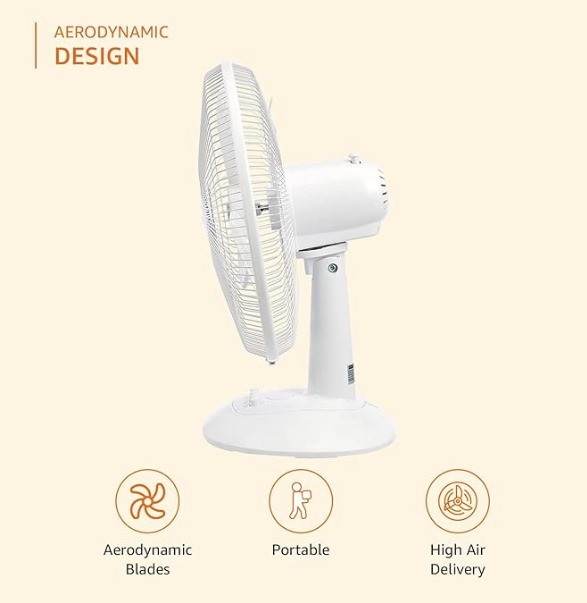 AERODYNAMIC
DESIGN
Aerodynamic
Blades
Portable
High Air
Delivery